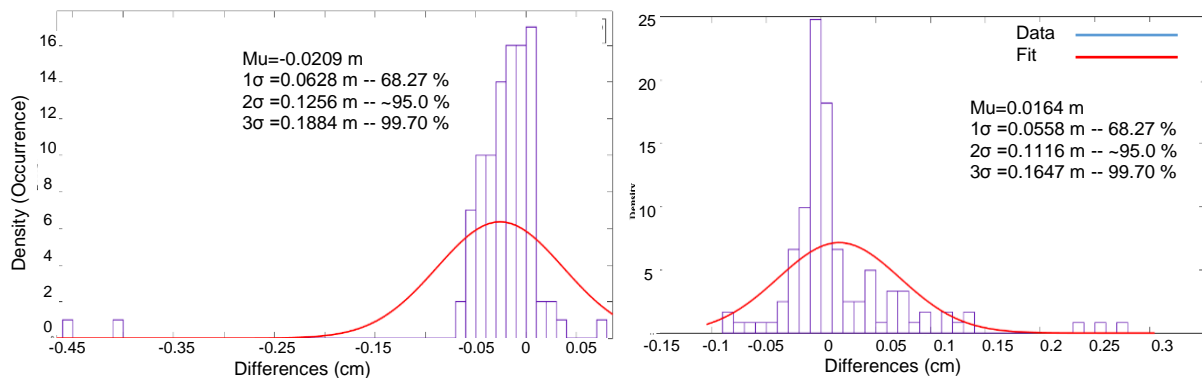 16
14
12
10
8
6
4
2
0
Density (Occurrence
Mu=-0.0209 m
1σ =0.0628 m -- 68.27 %
2σ =0.1256 m -- ~95.0 %
3σ =0.1884 m -- 99.70 %
-0.45
-0.35
-0.25
-0.15
-0.05
0
0.05
Differences (cm)
25
20
15
10
5
Density
Data
Fit
Mu=0.0164 m
1σ =0.0558 m -- 68.27 %
2σ =0.1116 m -- ~95.0 %
3σ =0.1647 m -- 99.70 %
-0.15
-0.1
-0.05
0
0.05
0.1
0.15
0.2
0.25
0.3
Differences (cm)